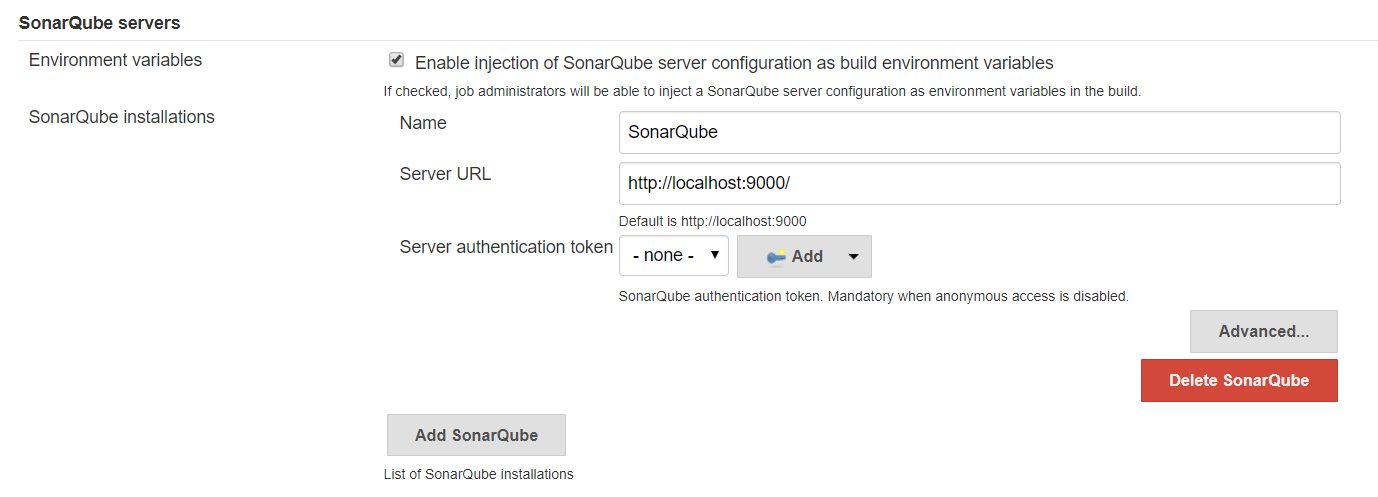 SonarQube servers
Environment variables
Enable injection of SonarQube server configuration as build environment variables
If checked, job administrators will be able to inject a SonarQube server configuration as environment variables in the build.
SonarQube installations
Name
SonarQube
Server URL
http://localhost:9000/
Default is http://localhost:9000
Server authentication token
- none -
Add
SonarQube authentication token. Mandatory when anonymous access is disabled.
Advanced...
Delete SonarQube
Add SonarQube
List of SonarQube installations